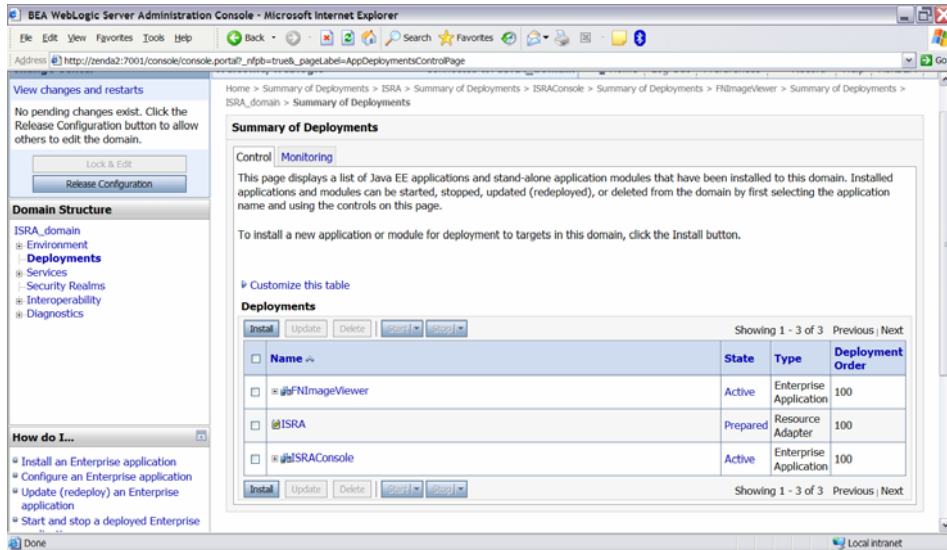 BEA WebLogic Server Administration Console - Microsoft Internet Explorer
File Edit View Favorites Tools Help
Back Search Favorites
Address http://zenda2:7001/console/console.portal?_nfpb=true&_pageLabel=AppDeploymentsControlPage Go
View changes and restarts
No pending changes exist. Click the
Release Configuration button to allow
others to edit the domain.
Lock & Edit
Release Configuration
Domain Structure
ISRA_domain
Environment
Deployments
Services
Security Realms
Interoperability
Diagnostics
How do I...
Install an Enterprise application
Configure an Enterprise application
Update (redeploy) an Enterprise
application
Start and stop a deployed Enterprise
Home > Summary of Deployments > ISRA > Summary of Deployments > ISRAConsole > Summary of Deployments > FNImageViewer > Summary of Deployments >
ISRA_domain > Summary of Deployments
Summary of Deployments
Control Monitoring
This page displays a list of Java EE applications and stand-alone application modules that have been installed to this domain. Installed
applications and modules can be started, stopped, updated (redeployed), or deleted from the domain by first selecting the application
name and using the controls on this page.
To install a new application or module for deployment to targets in this domain, click the Install button.
Customize this table
Deployments
Install Update Delete Start Stop Showing 1 - 3 of 3 Previous | Next
Name State Type Deployment
Order
FNImageViewer Active Enterprise
Application 100
ISRA Prepared Resource
Adapter 100
ISRAConsole Active Enterprise
Application 100
Install Update Delete Start Stop Showing 1 - 3 of 3 Previous | Next
Done Local intranet